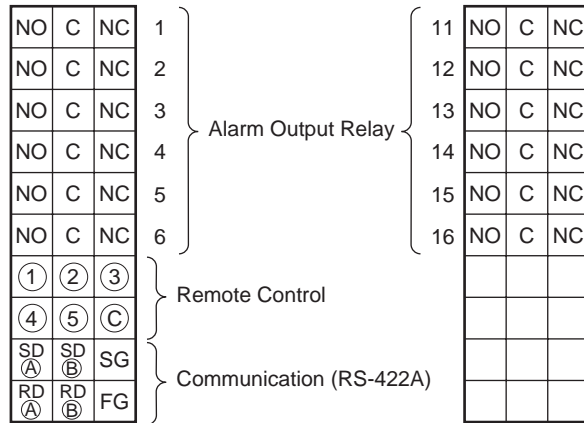 NO C NC 1
NO C NC 2
NO C NC 3
NO C NC 4
NO C NC 5
NO C NC 6
① ② ③
④ ⑤ Ⓒ
SD Ⓐ SD Ⓑ SG
RD Ⓐ RD Ⓑ FG
Alarm Output Relay
Remote Control
Communication (RS-422A)
11 NO C NC
12 NO C NC
13 NO C NC
14 NO C NC
15 NO C NC
16 NO C NC